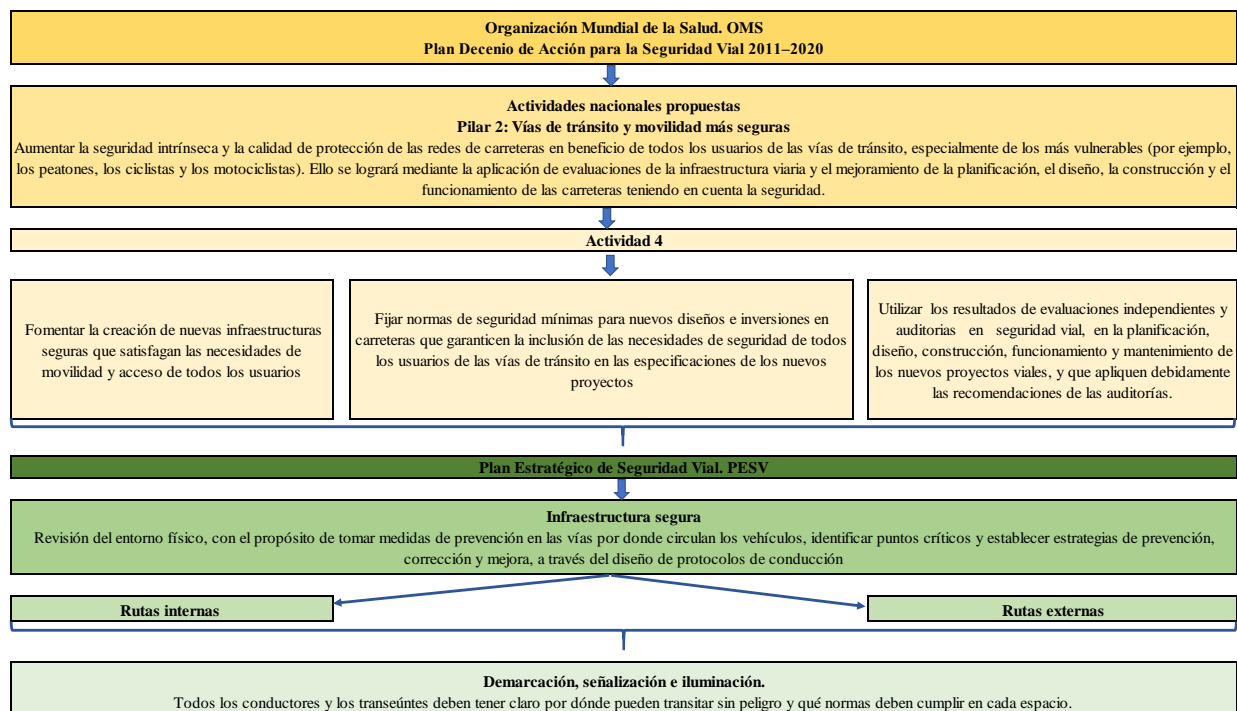 Organización Mundial de la Salud. OMS
Plan Decenio de Acción para la Seguridad Vial 2011–2020
Actividades nacionales propuestas
Pilar 2: Vías de tránsito y movilidad más seguras
Aumentar la seguridad intrínseca y la calidad de protección de las redes de carreteras en beneficio de todos los usuarios de las vías de tránsito, especialmente de los más vulnerables (por ejemplo,
los peatones, los ciclistas y los motociclistas). Ello se logrará mediante la aplicación de evaluaciones de la infraestructura viaria y el mejoramiento de la planificación, el diseño, la construcción y el
funcionamiento de las carreteras teniendo en cuenta la seguridad.
Actividad 4
Fomentar la creación de nuevas infraestructuras
seguras que satisfagan las necesidades de
movilidad y acceso de todos los usuarios
Fijar normas de seguridad mínimas para nuevos diseños e inversiones en
carreteras que garanticen la inclusión de las necesidades de seguridad de todos
los usuarios de las vías de tránsito en las especificaciones de los nuevos
proyectos
Utilizar los resultados de evaluaciones independientes y
auditorias en seguridad vial, en la planificación,
diseño, construcción, funcionamiento y mantenimiento de
los nuevos proyectos viales, y que apliquen debidamente
las recomendaciones de las auditorías.
Plan Estratégico de Seguridad Vial. PESV
Infraestructura segura
Revisión del entorno físico, con el propósito de tomar medidas de prevención en las vías por donde circulan los vehículos, identificar puntos críticos y establecer estrategias de prevención,
corrección y mejora, a través del diseño de protocolos de conducción
Rutas internas
Rutas externas
Demarcación, señalización e iluminación.
Todos los conductores y los transeúntes deben tener claro por dónde pueden transitar sin peligro y qué normas deben cumplir en cada espacio.